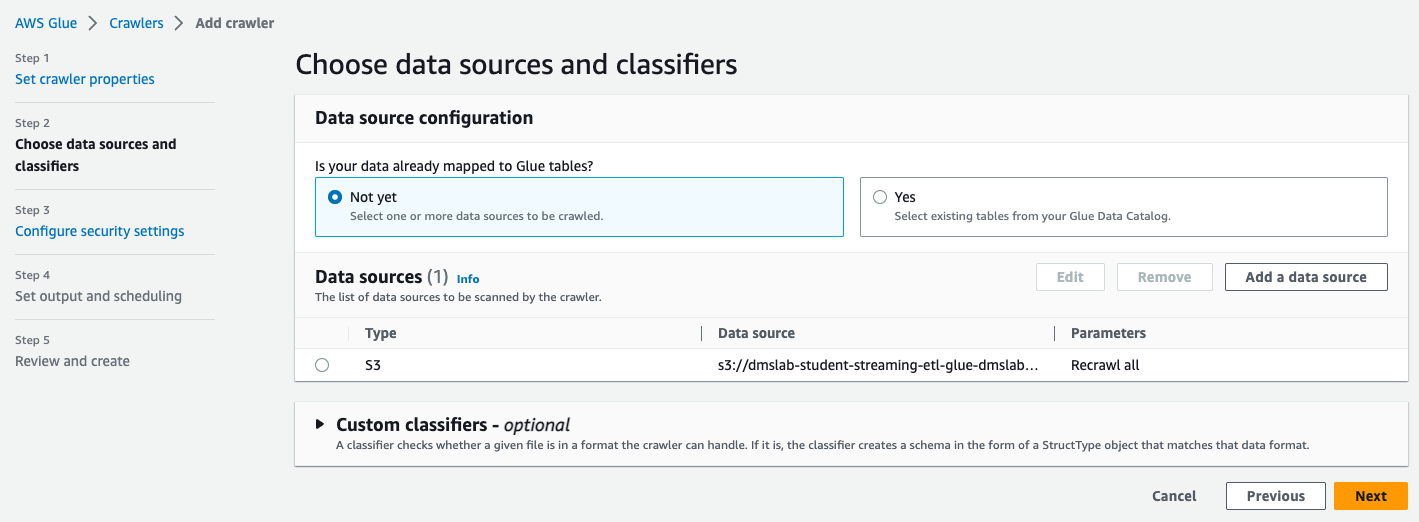 AWS Glue > Crawlers > Add crawler
Step 1
Set crawler properties
Step 2
Choose data sources and
classifiers
Step 3
Configure security settings
Step 4
Set output and scheduling
Step 5
Review and create
Choose data sources and classifiers
Data source configuration
Is your data already mapped to Glue tables?
Not yet
Select one or more data sources to be crawled.
Yes
Select existing tables from your Glue Data Catalog.
Data sources (1) Info
The list of data sources to be scanned by the crawler.
Edit Remove Add a data source
Type Data source Parameters
S3 s3://dmslab-student-streaming-etl-glue-dmslab... Recrawl all
Custom classifiers - optional
A classifier checks whether a given file is in a format the crawler can handle. If it is, the classifier creates a schema in the form of a StructType object that matches that data format.
Cancel Previous Next